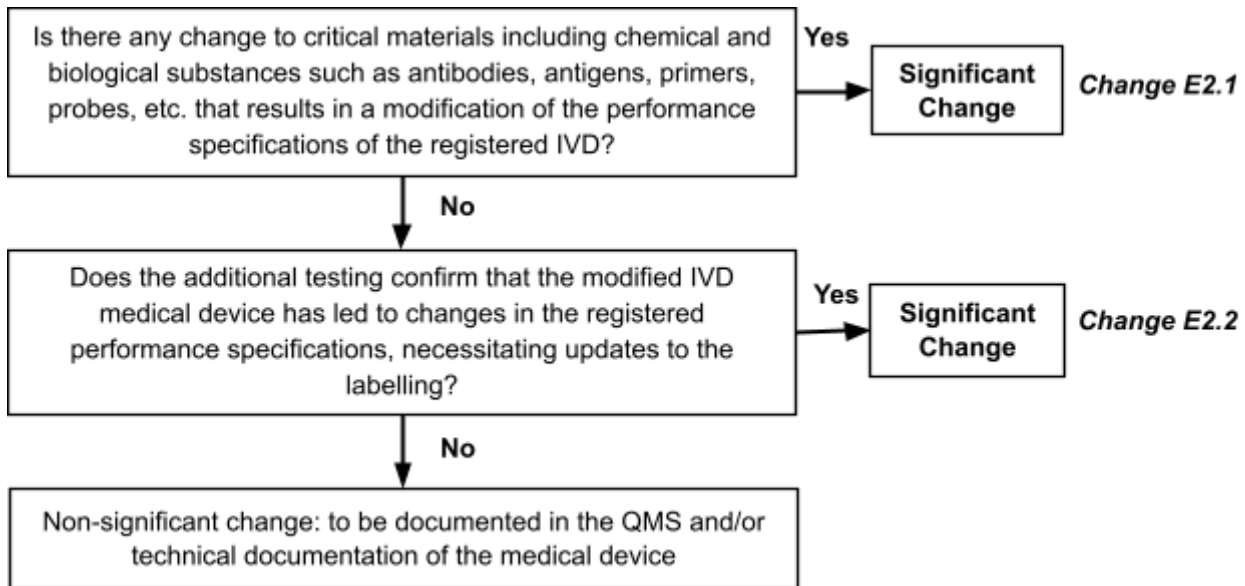 Is there any change to critical materials including chemical and
biological substances such as antibodies, antigens, primers,
probes, etc. that results in a modification of the performance
specifications of the registered IVD?
Yes
Significant
Change
Change E2.1
No
Does the additional testing confirm that the modified IVD
medical device has led to changes in the registered
performance specifications, necessitating updates to the
labelling?
Yes
Significant
Change
Change E2.2
No
Non-significant change: to be documented in the QMS and/or
technical documentation of the medical device